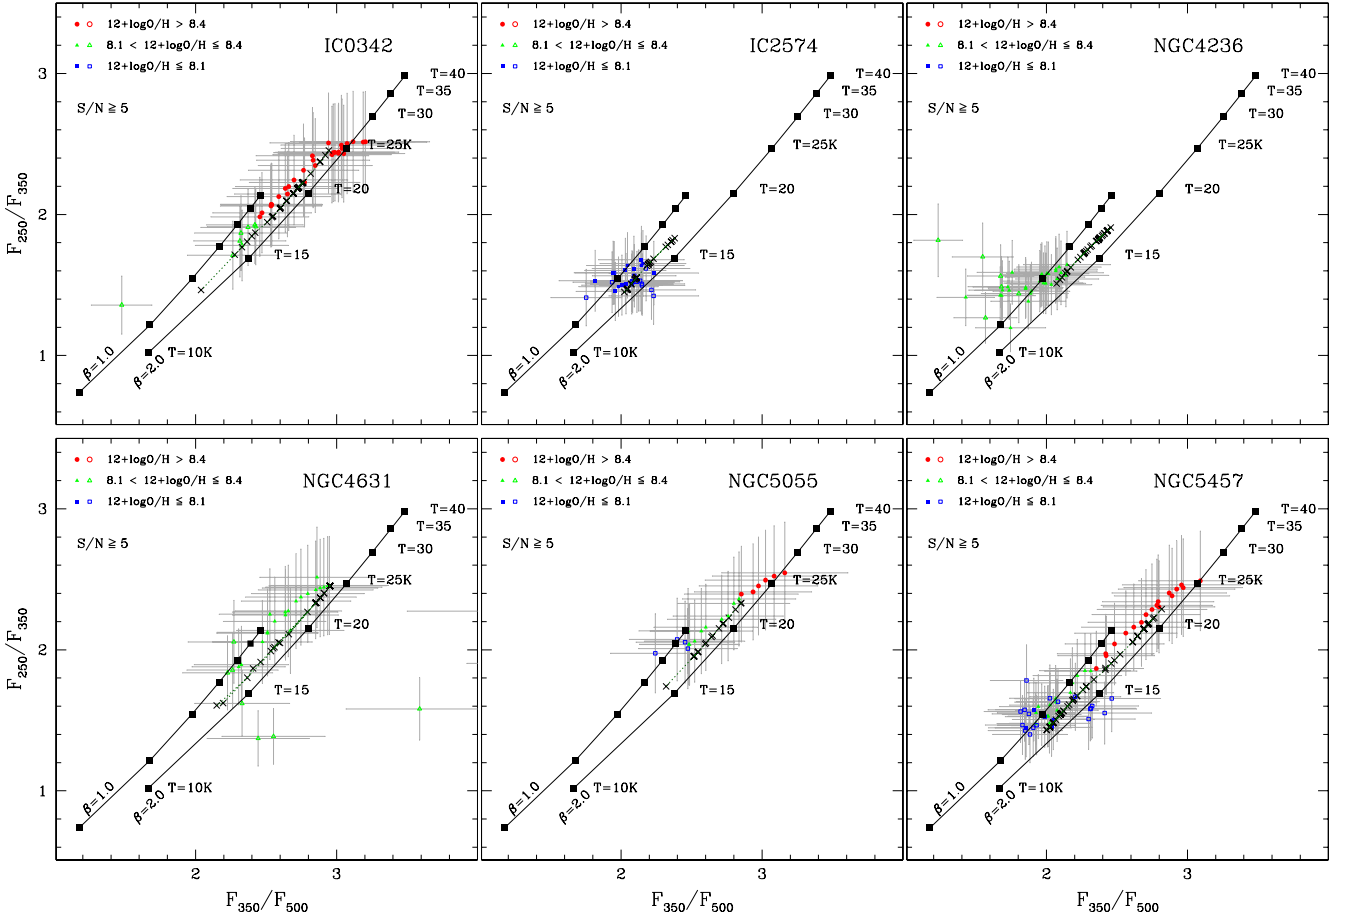 12+logO/H > 8.4
8.1 < 12+logO/H ≦ 8.4
12+logO/H ≦ 8.1
IC0342
S/N ≧ 5
T=40
T=35
T=30
T=25K
T=20
T=15
T=10K
β=1.0
β=2.0
12+logO/H > 8.4
8.1 < 12+logO/H ≦ 8.4
12+logO/H ≦ 8.1
IC2574
S/N ≧ 5
T=40
T=35
T=30
T=25K
T=20
T=15
T=10K
β=1.0
β=2.0
12+logO/H > 8.4
8.1 < 12+logO/H ≦ 8.4
12+logO/H ≦ 8.1
NGC4236
S/N ≧ 5
T=40
T=35
T=30
T=25K
T=20
T=15
T=10K
β=1.0
β=2.0
3
2
1
F250/F350
2 3
2 3
2 3
12+logO/H > 8.4
8.1 < 12+logO/H ≦ 8.4
12+logO/H ≦ 8.1
NGC4631
S/N ≧ 5
T=40
T=35
T=30
T=25K
T=20
T=15
T=10K
β=1.0
β=2.0
12+logO/H > 8.4
8.1 < 12+logO/H ≦ 8.4
12+logO/H ≦ 8.1
NGC5055
S/N ≧ 5
T=40
T=35
T=30
T=25K
T=20
T=15
T=10K
β=1.0
β=2.0
12+logO/H > 8.4
8.1 < 12+logO/H ≦ 8.4
12+logO/H ≦ 8.1
NGC5457
S/N ≧ 5
T=40
T=35
T=30
T=25K
T=20
T=15
T=10K
β=1.0
β=2.0
3
2
1
F250/F350
2 3
2 3
2 3
F350/F500
F350/F500
F350/F500